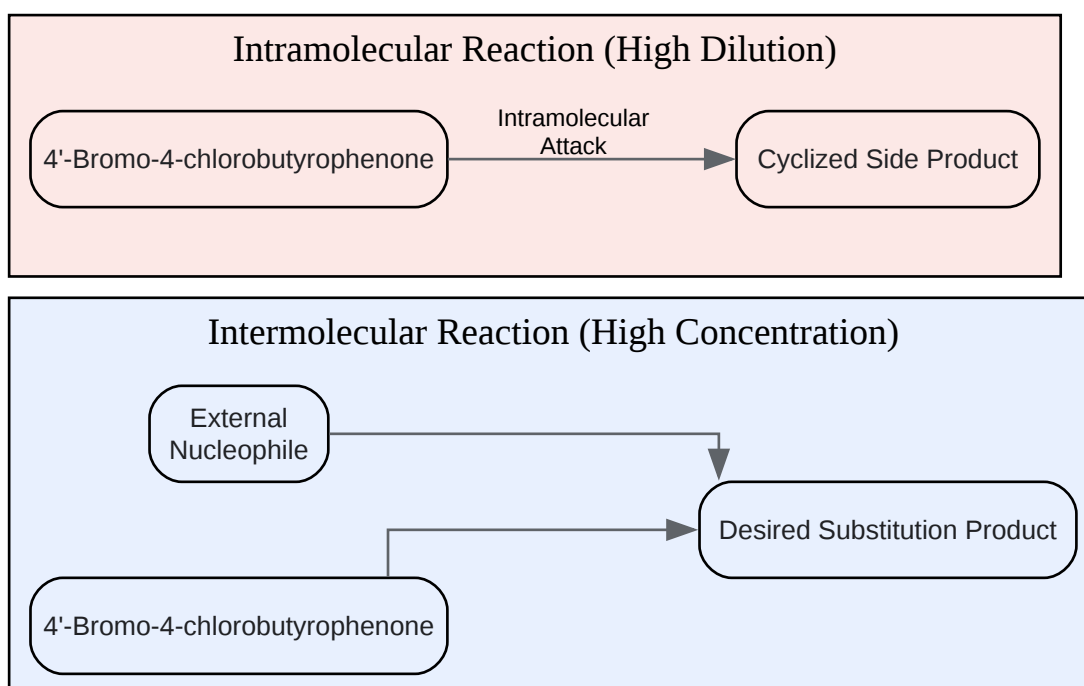 Intramolecular Reaction (High Dilution)
Intramolecular
Attack
4'-Bromo-4-chlorobutyrophenone
Cyclized Side Product
Intermolecular Reaction (High Concentration)
External
Nucleophile
Desired Substitution Product
4'-Bromo-4-chlorobutyrophenone